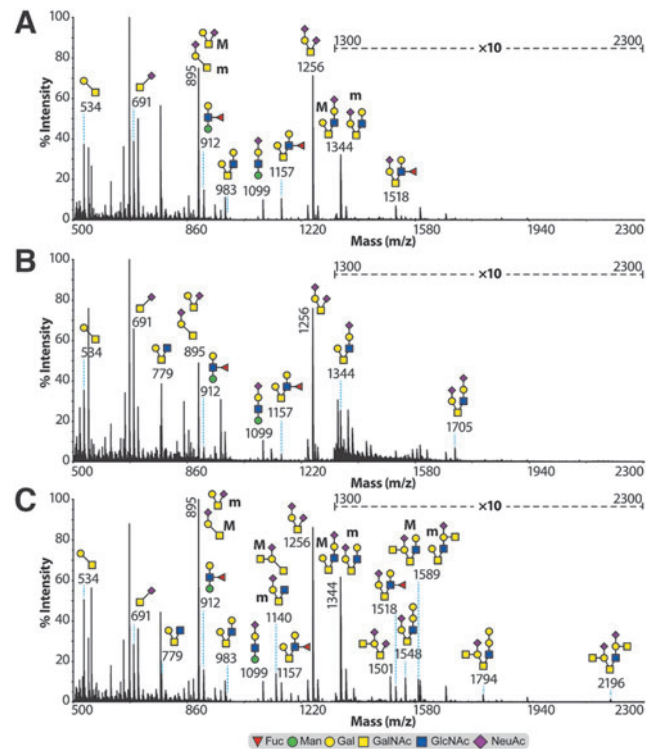 A
% Intensity
100
80
60
40
20
0
1300 ×10 2300
534
691
895
M
m
912
983
1099
1157
1256
M m
1344
1518
500 860 1220 1580 1940 2300
Mass (m/z)
B
% Intensity
100
80
60
40
20
0
1300 ×10 2300
534
691
779
895
912
1099
1157
1256
1344
1705
500 860 1220 1580 1940 2300
Mass (m/z)
C
% Intensity
100
80
60
40
20
0
1300 ×10 2300
534
691
779
895
m
M
912
983
1099
M
m
1140
1157
1256
M m
1344
1501
1518
1548
M m
1589
1794
2196
500 860 1220 1580 1940 2300
Mass (m/z)
Fuc Man Gal GalNAc GlcNAc NeuAc